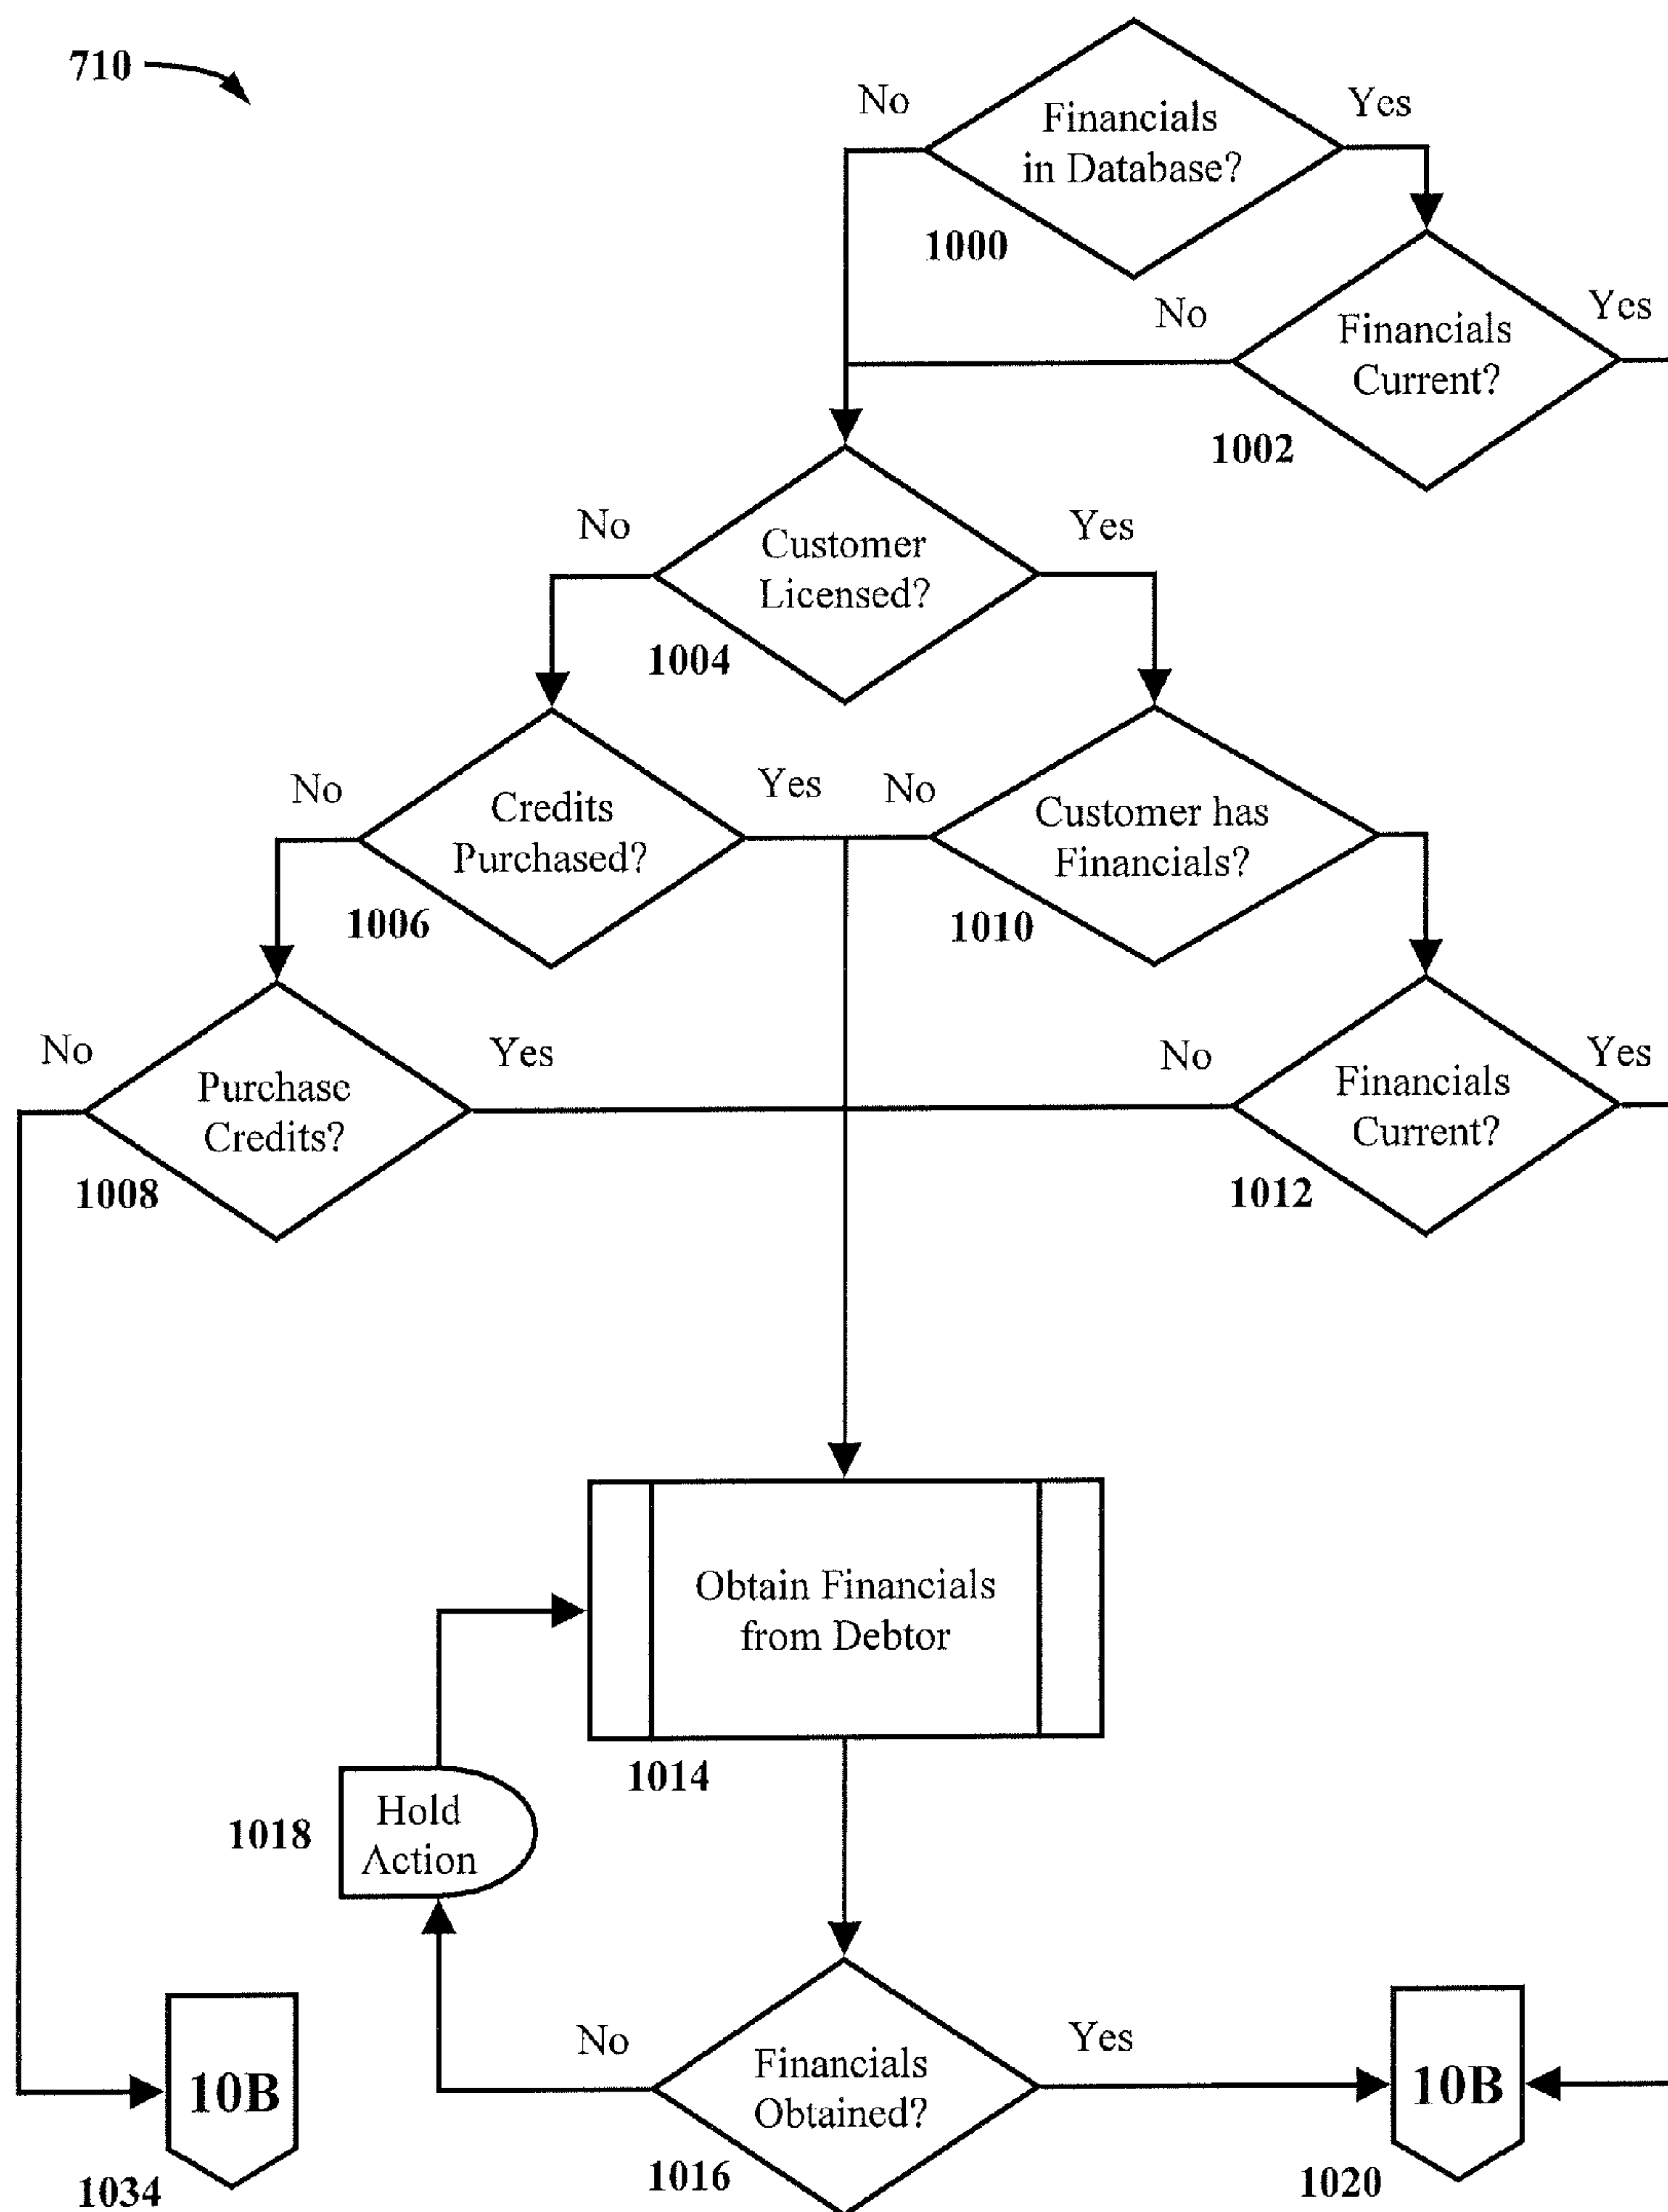 710
No
Yes
Financials
in Database?
1000
No
Yes
Financials
Current?
1002
No
Yes
Customer
Licensed?
1004
No
Yes
Credits
Purchased?
1006
No
Customer has
Financials?
1010
No
Yes
Purchase
Credits?
1008
No
Yes
Financials
Current?
1012
Obtain Financials
from Debtor
1014
Hold
Action
1018
No
Yes
Financials
Obtained?
1016
10B
1034
10B
1020